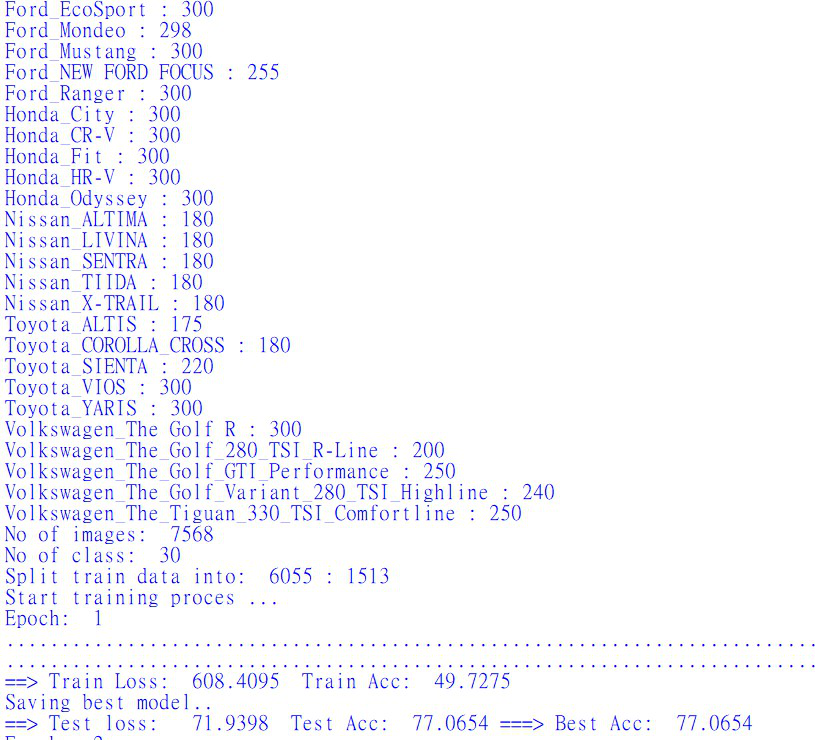 Ford_EcoSport : 300
Ford_Mondeo : 298
Ford_Mustang : 300
Ford_NEW FORD FOCUS : 255
Ford_Ranger : 300
Honda_City : 300
Honda_CR-V : 300
Honda_Fit : 300
Honda_HR-V : 300
Honda_Odyssey : 300
Nissan_ALTIMA : 180
Nissan_LIVINA : 180
Nissan_SENTRA : 180
Nissan_TIIDA : 180
Nissan_X-TRAIL : 180
Toyota_ALTIS : 175
Toyota_COROLLA_CROSS : 180
Toyota_SIENTA : 220
Toyota_VIOS : 300
Toyota_YARIS : 300
Volkswagen_The Golf R : 300
Volkswagen_The_Golf_280_TSI_R-Line : 200
Volkswagen_The_Golf_GTI_Performance : 250
Volkswagen_The_Golf_Variant_280_TSI_Highline : 240
Volkswagen_The_Tiguan_330_TSI_Comfortline : 250
No of images:  7568
No of class:  30
Split train data into:  6055 : 1513
Start training proces ...
Epoch:  1
..........................................................................
..........................................................................
==> Train Loss:  608.4095  Train Acc:  49.7275
Saving best model..
==> Test loss:   71.9398  Test Acc:  77.0654 ===> Best Acc:  77.0654